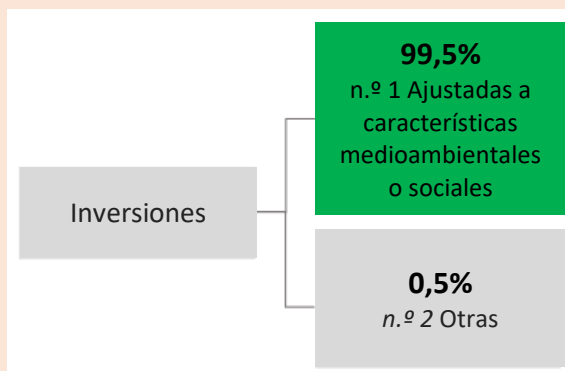 99,5%
n.º 1 Ajustadas a
características
medioambientales
o sociales
Inversiones
0,5%
n.º 2 Otras